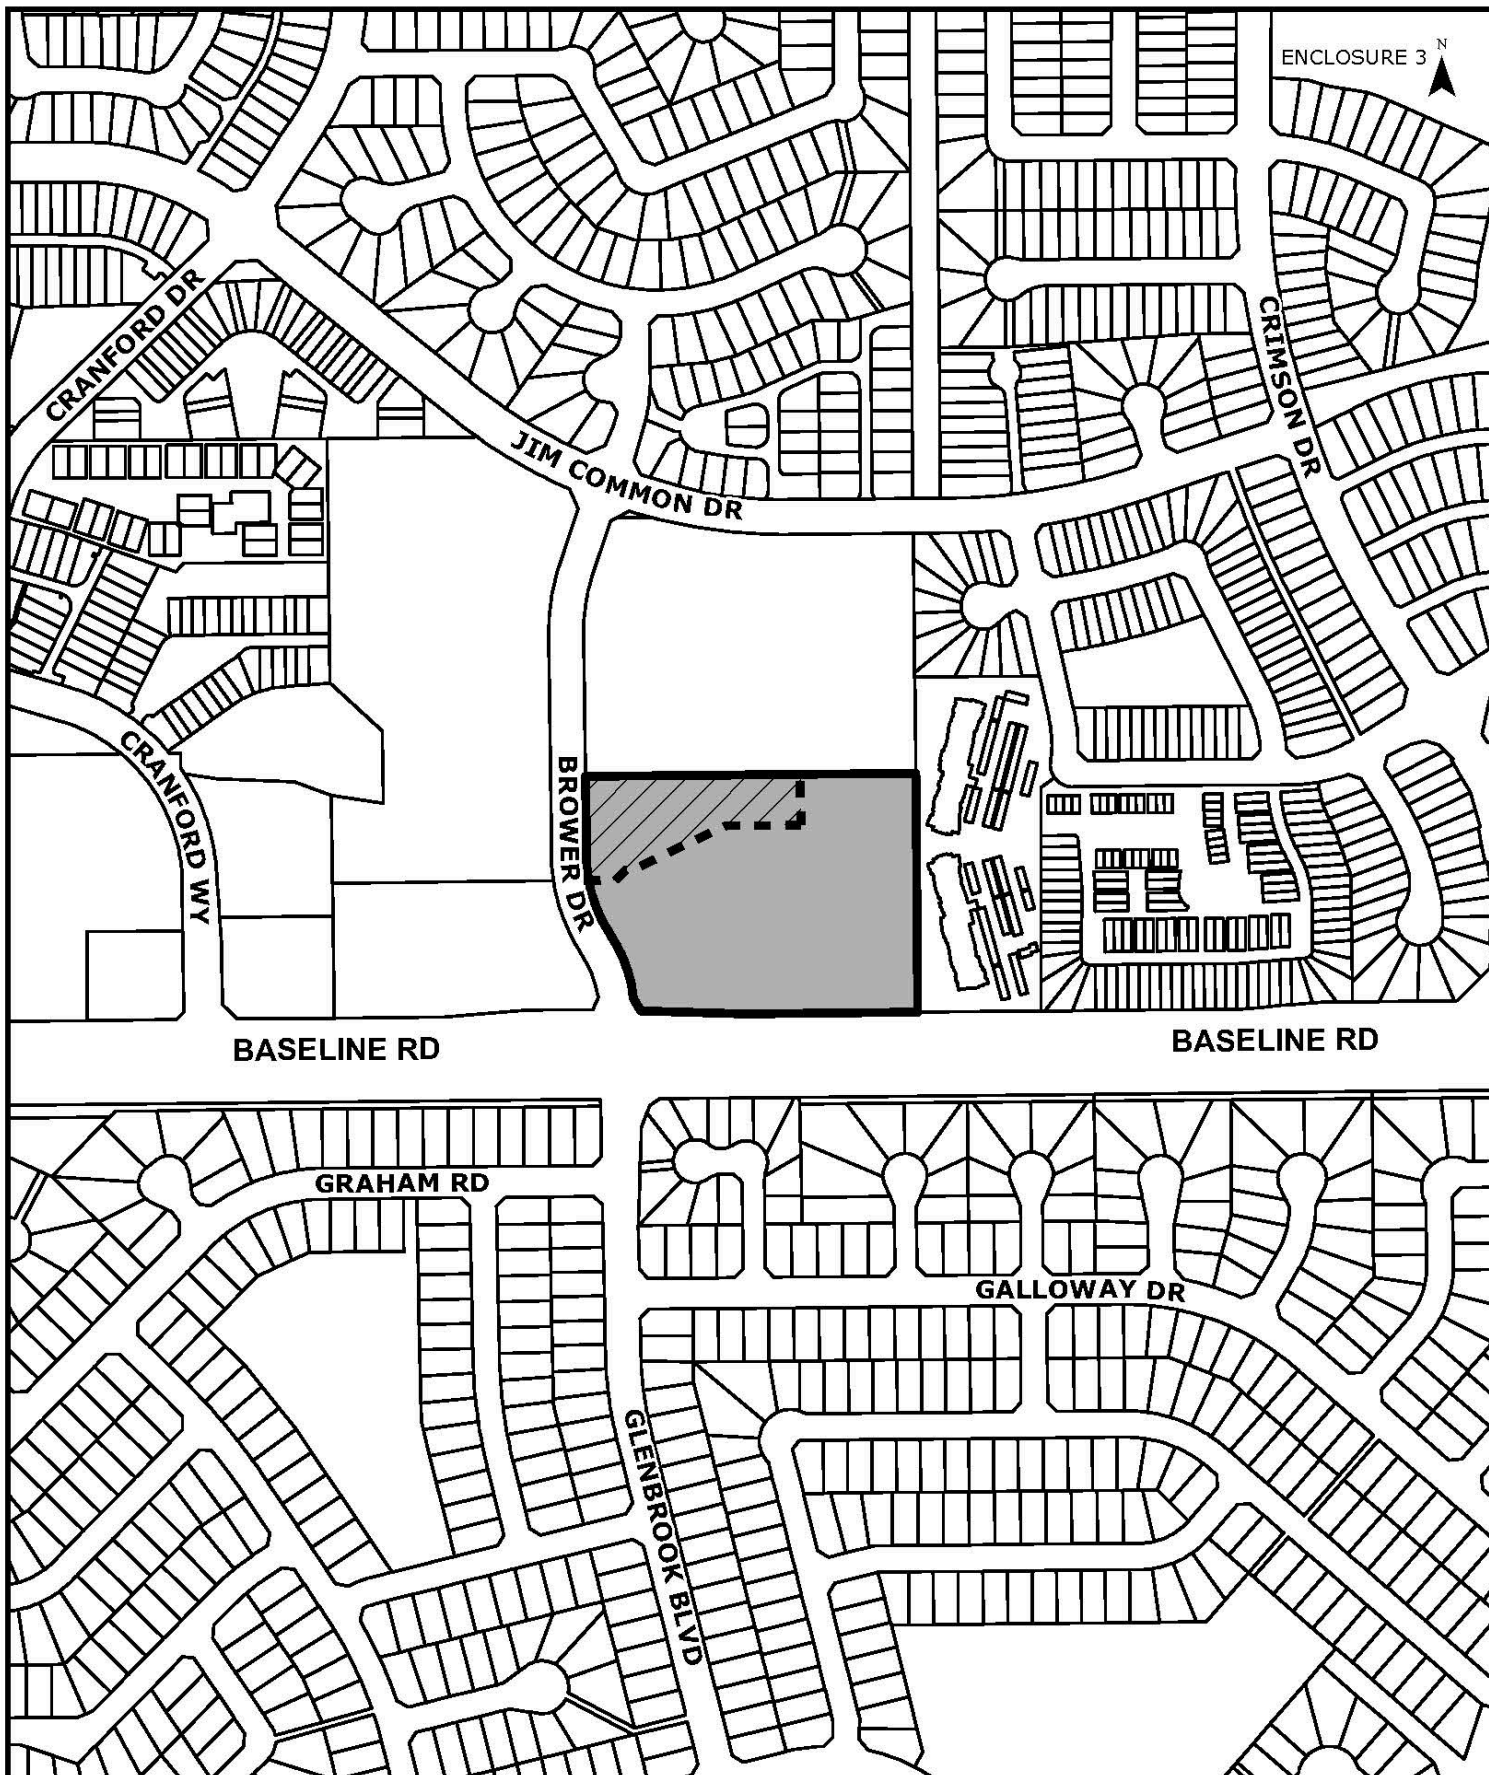 N
ENCLOSURE 3
CRANFORD DR
CRIMSON DR
JIM COMMON DR
CRANFORD WY
BROWER DR
BASELINE RD
BASELINE RD
GRAHAM RD
GALLOWAY DR
GLENBROOK BLVD